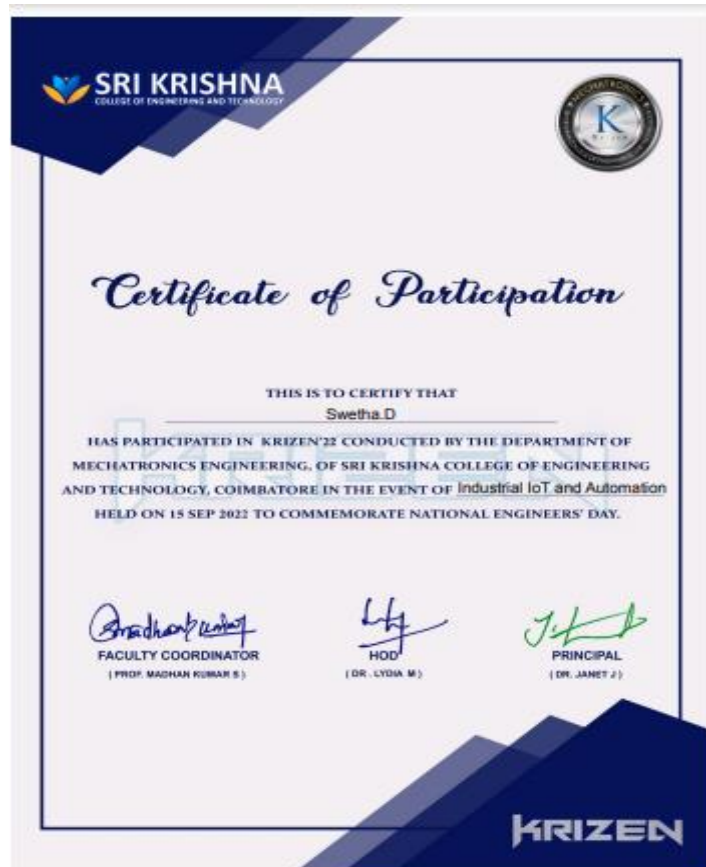 SRI KRISHNA
COLLEGE OF ENGINEERING AND TECHNOLOGY
MECHATRONICS
K
Krizen
Certificate of Participation
THIS IS TO CERTIFY THAT
Swetha.D
HAS PARTICIPATED IN KRIZEN'22 CONDUCTED BY THE DEPARTMENT OF
MECHATRONICS ENGINEERING, OF SRI KRISHNA COLLEGE OF ENGINEERING
AND TECHNOLOGY, COIMBATORE IN THE EVENT OF Industrial IoT and Automation
HELD ON 15 SEP 2022 TO COMMEMORATE NATIONAL ENGINEERS' DAY.
FACULTY COORDINATOR HOD PRINCIPAL
( PROF. MADHAN KUMAR S ) ( DR . LYDIA M ) ( DR. JANET J )
KRIZEN